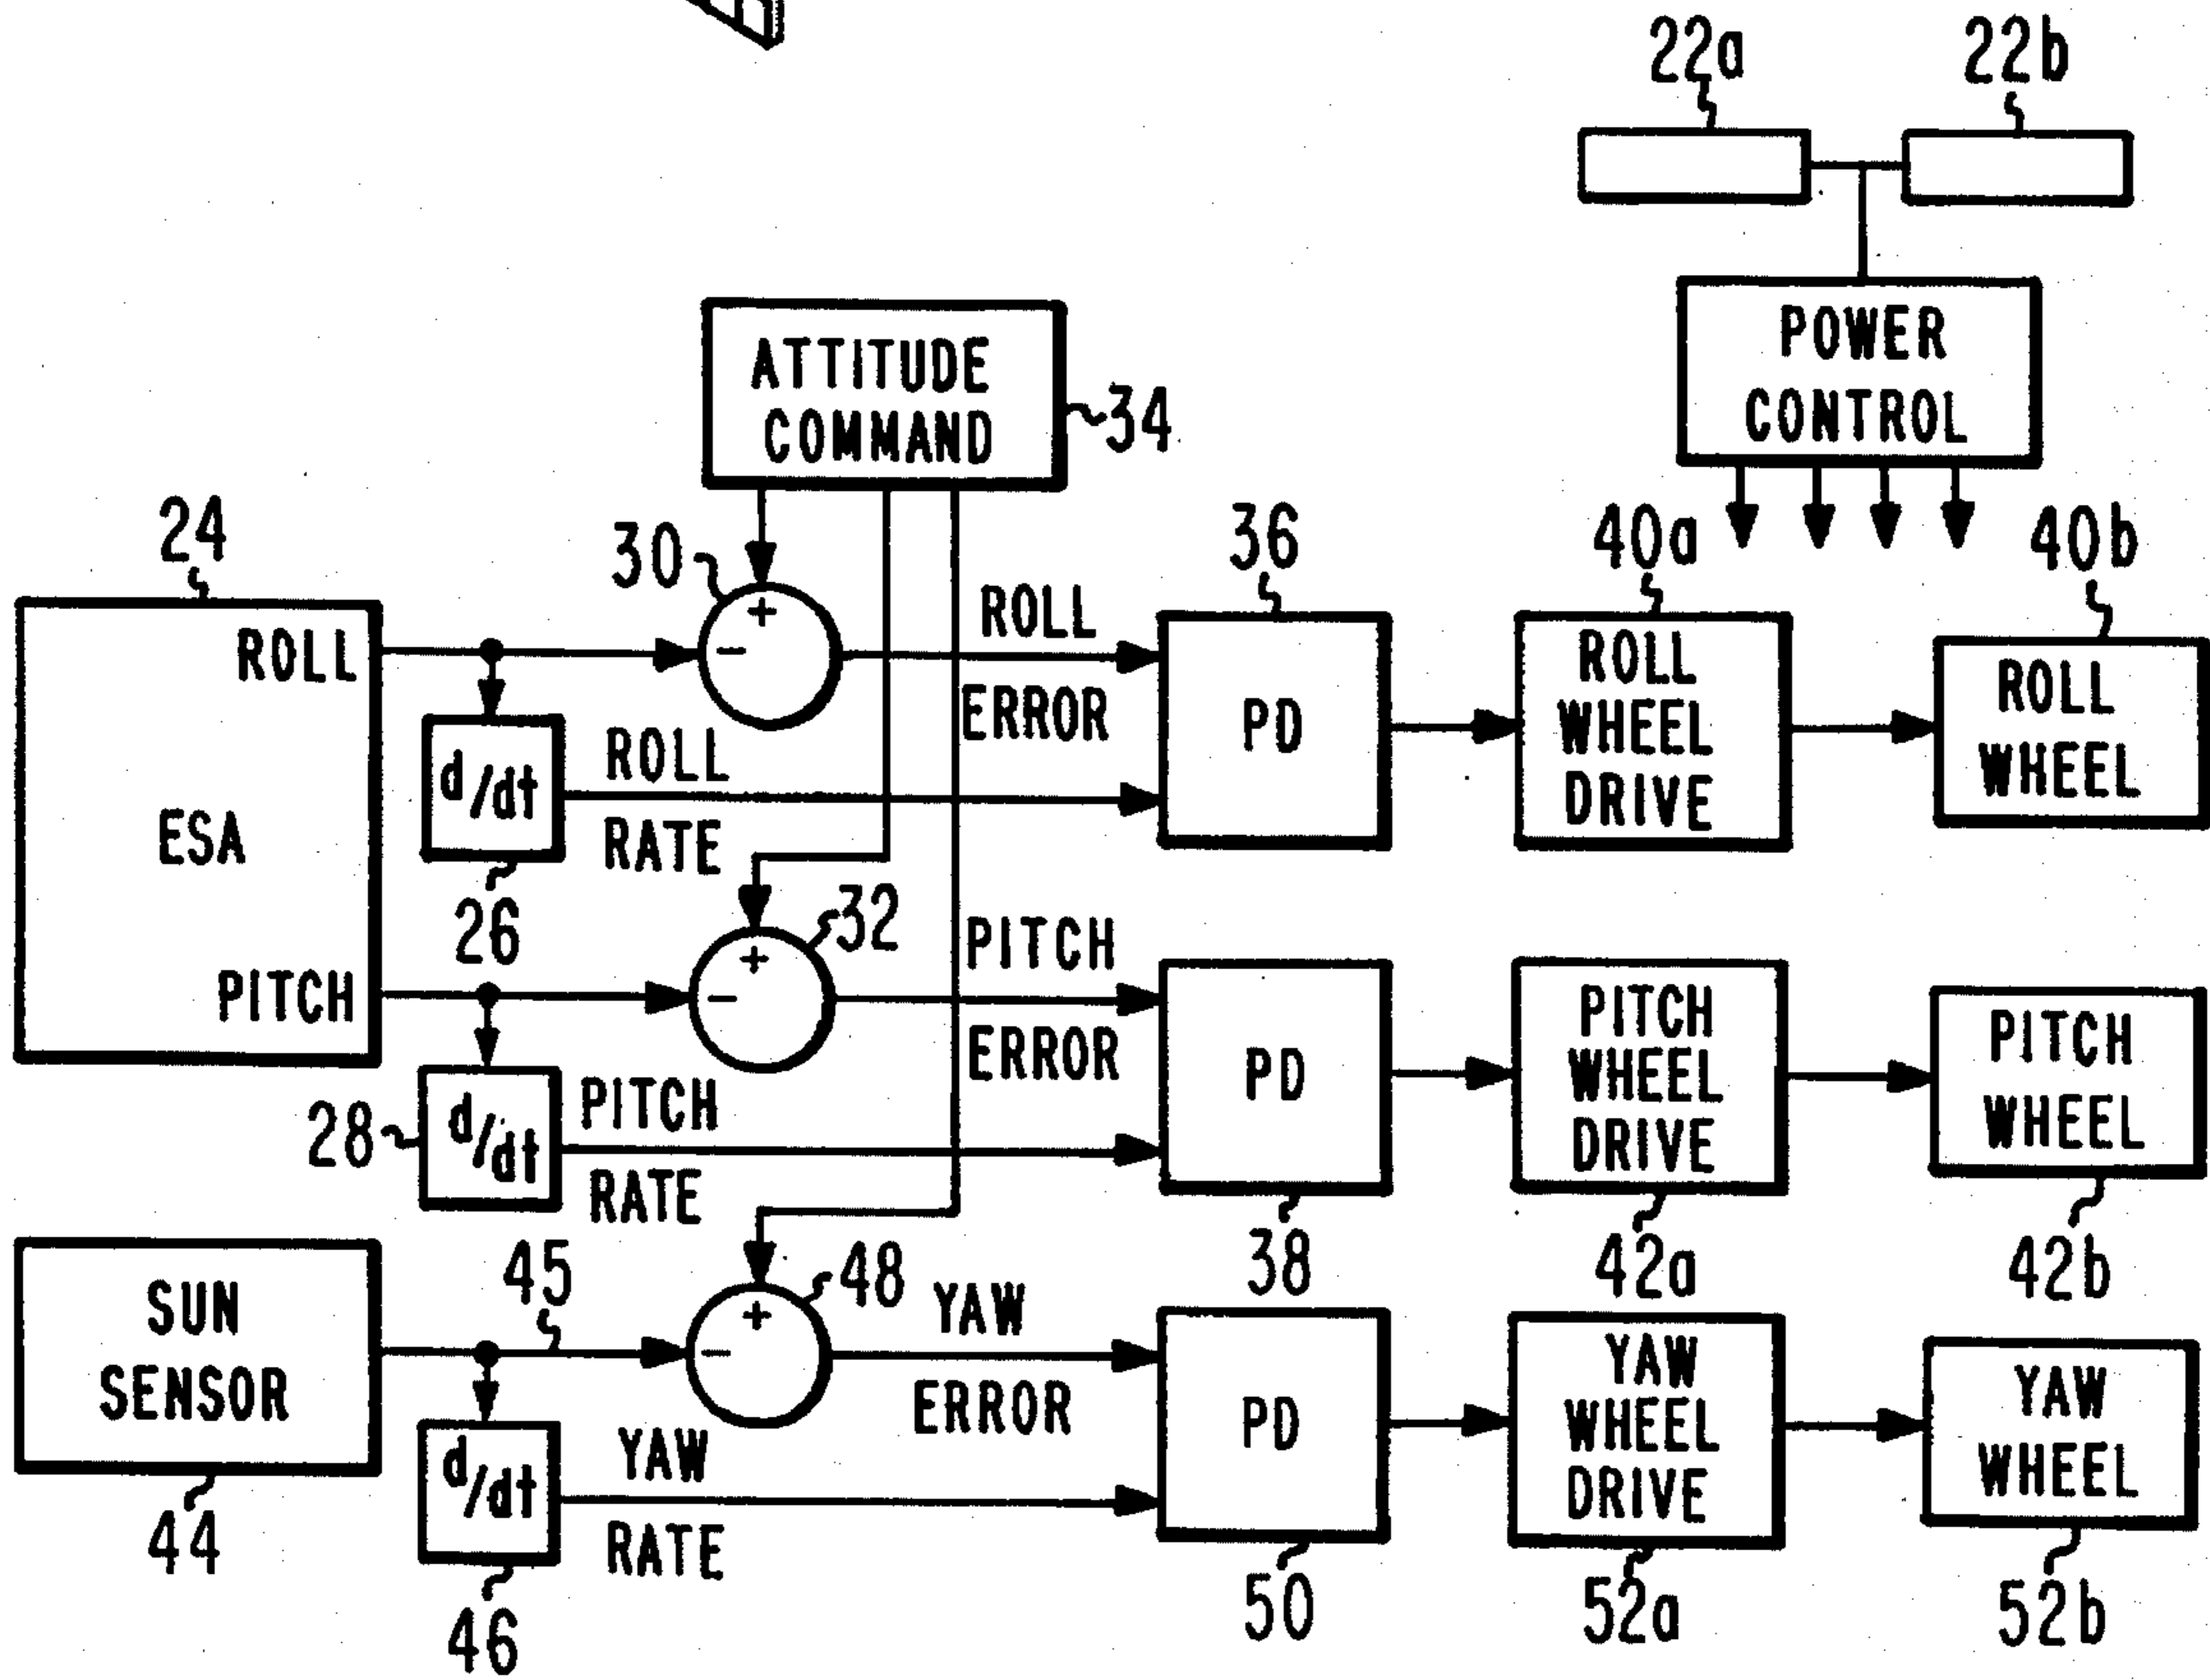 22a
22b
POWER
CONTROL
ATTITUDE
COMMAND
34
24
30
36
40a
40b
ROLL
ESA
PITCH
+
−
ROLL
ERROR
d/dt
ROLL
RATE
26
PD
ROLL
WHEEL
DRIVE
ROLL
WHEEL
32
+
−
PITCH
ERROR
28
d/dt
PITCH
RATE
PD
38
PITCH
WHEEL
DRIVE
42a
PITCH
WHEEL
42b
SUN
SENSOR
44
45
48
+
−
YAW
ERROR
d/dt
46
YAW
RATE
PD
50
YAW
WHEEL
DRIVE
52a
YAW
WHEEL
52b